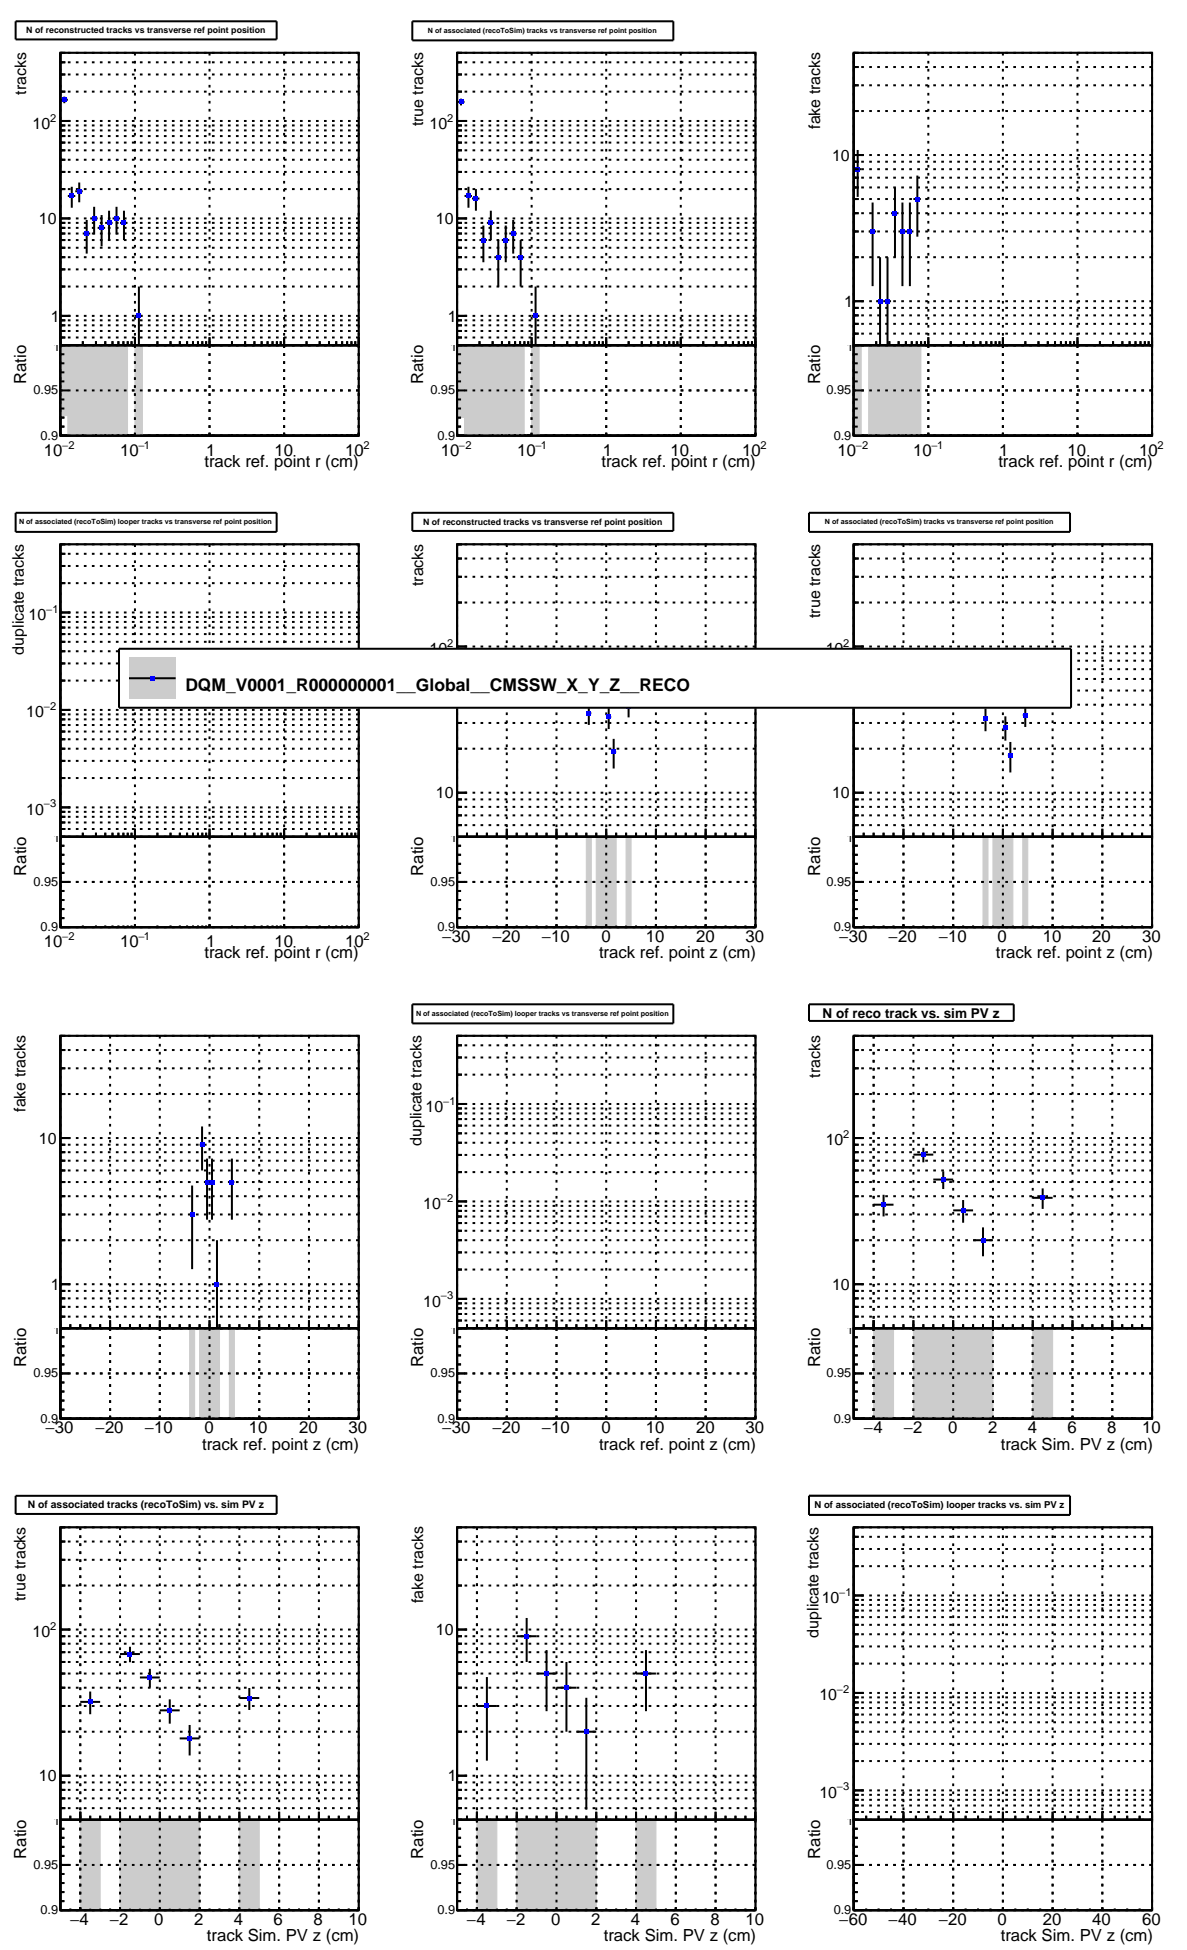 N of reconstructed tracks vs transverse ref point position
tracks
10²
10
1
Ratio
1
0.95
0.9
10⁻² 10⁻¹ 1 10 10²
track ref. point r (cm)
N of associated (recoToSim) tracks vs transverse ref point position
true tracks
10²
10
1
Ratio
1
0.95
0.9
10⁻² 10⁻¹ 1 10 10²
track ref. point r (cm)
fake tracks
10
1
Ratio
1
0.95
0.9
10⁻² 10⁻¹ 1 10 10²
track ref. point r (cm)
N of associated (recoToSim) looper tracks vs transverse ref point position
duplicate tracks
10⁻¹
10⁻²
10⁻³
Ratio
1
0.95
0.9
10⁻² 10⁻¹ 1 10 10²
track ref. point r (cm)
N of reconstructed tracks vs transverse ref point position
tracks
10²
10
Ratio
1
0.95
0.9
−30 −20 −10 0 10 20 30
track ref. point z (cm)
N of associated (recoToSim) tracks vs transverse ref point position
true tracks
10²
10
Ratio
1
0.95
0.9
−30 −20 −10 0 10 20 30
track ref. point z (cm)
DQM_V0001_R000000001__Global__CMSSW_X_Y_Z__RECO
fake tracks
10
1
Ratio
1
0.95
0.9
−30 −20 −10 0 10 20 30
track ref. point z (cm)
N of associated (recoToSim) looper tracks vs transverse ref point position
duplicate tracks
10⁻¹
10⁻²
10⁻³
Ratio
1
0.95
0.9
−30 −20 −10 0 10 20 30
track ref. point z (cm)
N of reco track vs. sim PV z
tracks
10²
10
Ratio
1
0.95
0.9
−4 −2 0 2 4 6 8 10
track Sim. PV z (cm)
N of associated tracks (recoToSim) vs. sim PV z
true tracks
10²
10
Ratio
1
0.95
0.9
−4 −2 0 2 4 6 8 10
track Sim. PV z (cm)
fake tracks
10
1
Ratio
1
0.95
0.9
−4 −2 0 2 4 6 8 10
track Sim. PV z (cm)
N of associated (recoToSim) looper tracks vs. sim PV z
duplicate tracks
10⁻¹
10⁻²
10⁻³
Ratio
1
0.95
0.9
−60 −40 −20 0 20 40 60
track Sim. PV z (cm)